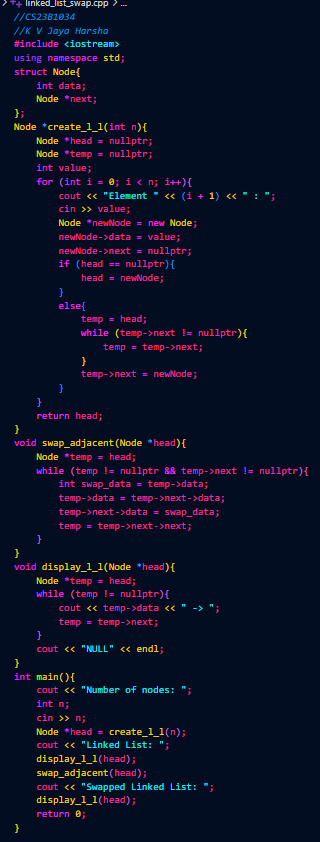 > linked_list_swap.cpp > ...
//CS23B1034
//K V Jaya Harsha
#include <iostream>
using namespace std;
struct Node{
    int data;
    Node *next;
};
Node *create_l_l(int n){
    Node *head = nullptr;
    Node *temp = nullptr;
    int value;
    for (int i = 0; i < n; i++){
        cout << "Element " << (i + 1) << " : ";
        cin >> value;
        Node *newNode = new Node;
        newNode->data = value;
        newNode->next = nullptr;
        if (head == nullptr){
            head = newNode;
        }
        else{
            temp = head;
            while (temp->next != nullptr){
                temp = temp->next;
            }
            temp->next = newNode;
        }
    }
    return head;
}
void swap_adjacent(Node *head){
    Node *temp = head;
    while (temp != nullptr && temp->next != nullptr){
        int swap_data = temp->data;
        temp->data = temp->next->data;
        temp->next->data = swap_data;
        temp = temp->next->next;
    }
}
void display_l_l(Node *head){
    Node *temp = head;
    while (temp != nullptr){
        cout << temp->data << " -> ";
        temp = temp->next;
    }
    cout << "NULL" << endl;
}
int main(){
    cout << "Number of nodes: ";
    int n;
    cin >> n;
    Node *head = create_l_l(n);
    cout << "Linked List: ";
    display_l_l(head);
    swap_adjacent(head);
    cout << "Swapped Linked List: ";
    display_l_l(head);
    return 0;
}